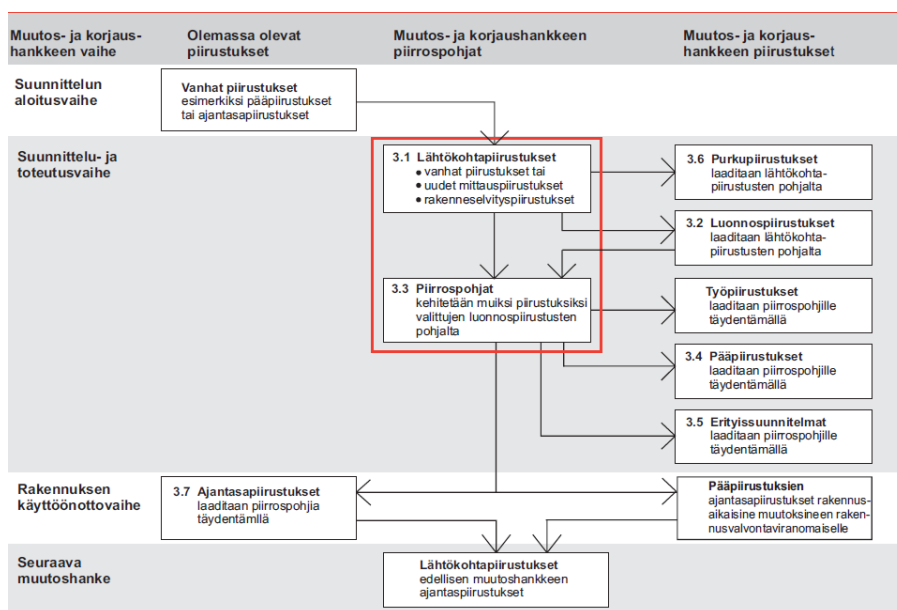 Muutos- ja korjaus-
hankkeen vaihe
Olemassa olevat
piirustukset
Muutos- ja korjaushankkeen
piirrospohjat
Muutos- ja korjaus-
hankkeen piirustukset
Suunnittelun
aloitusvaihe
Vanhat piirustukset
esimerkiksi pääpiirustukset
tai ajantasapiirustukset
Suunnittelu- ja
toteutusvaihe
3.1 Lähtökohtapiirustukset
• vanhat piirustukset tai
• uudet mittauspiirustukset
• rakenneselvityspiirustukset
3.6 Purkupiirustukset
laaditaan lähtökohta-
piirustusten pohjalta
3.2 Luonnospiirustukset
laaditaan lähtökohta-
piirustusten pohjalta
3.3 Piirrospohjat
kehitetään muiksi piirustuksiksi
valittujen luonnospiirustusten
pohjalta
Työpiirustukset
laaditaan piirrospohjille
täydentämällä
3.4 Pääpiirustukset
laaditaan piirrospohjille
täydentämällä
3.5 Erityissuunnitelmat
laaditaan piirrospohjille
täydentämällä
Rakennuksen
käyttöönottovaihe
3.7 Ajantasapiirustukset
laaditaan piirrospohjia
täydentämllä
Pääpiirustuksien
ajantasapiirustukset rakennus-
aikaisine muutoksineen raken-
nusvalvontaviranomaiselle
Seuraava
muutoshanke
Lähtökohtapiirustukset
edellisen muutoshankkeen
ajantaspiirustukset